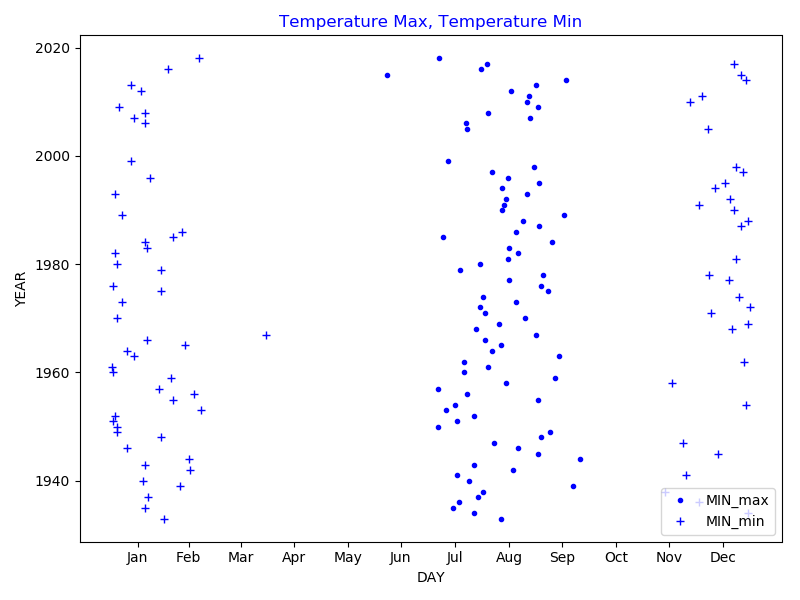 Temperature Max, Temperature Min
2020
2000
1980
1960
1940
YEAR
MIN_max
MIN_min
Jan Feb Mar Apr May Jun Jul Aug Sep Oct Nov Dec
DAY